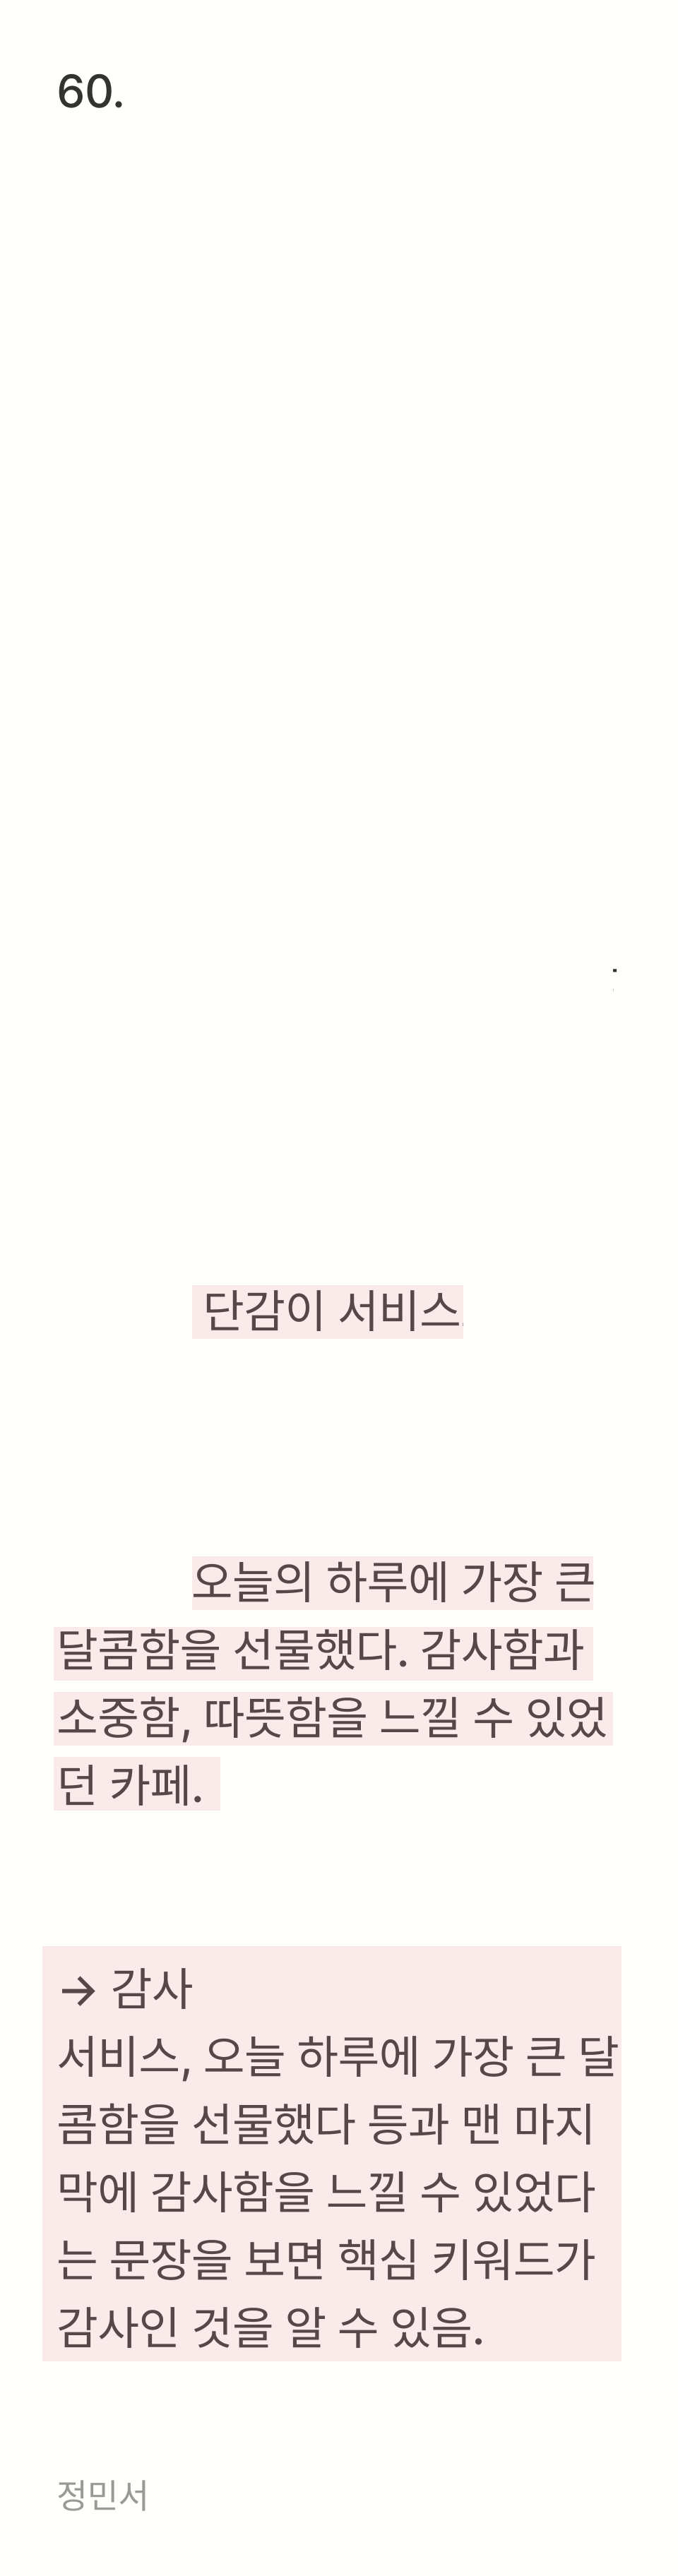 60.
단감이 서비스.
오늘의 하루에 가장 큰
달콤함을 선물했다. 감사함과
소중함, 따뜻함을 느낄 수 있었
던 카페.
→ 감사
서비스, 오늘 하루에 가장 큰 달
콤함을 선물했다 등과 맨 마지
막에 감사함을 느낄 수 있었다
는 문장을 보면 핵심 키워드가
감사인 것을 알 수 있음.
정민서